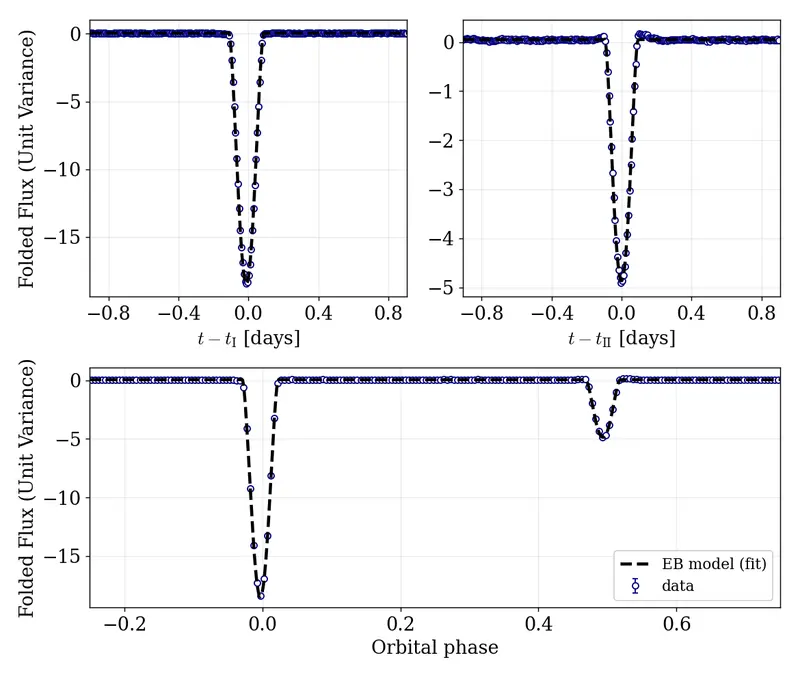 Folded Flux (Unit Variance)
0
−5
−10
−15
−0.8 −0.4 0.0 0.4 0.8
t − t_I [days]
0
−1
−2
−3
−4
−5
−0.8 −0.4 0.0 0.4 0.8
t − t_II [days]
Folded Flux (Unit Variance)
0
−5
−10
−15
−0.2 0.0 0.2 0.4 0.6
Orbital phase
EB model (fit)
data